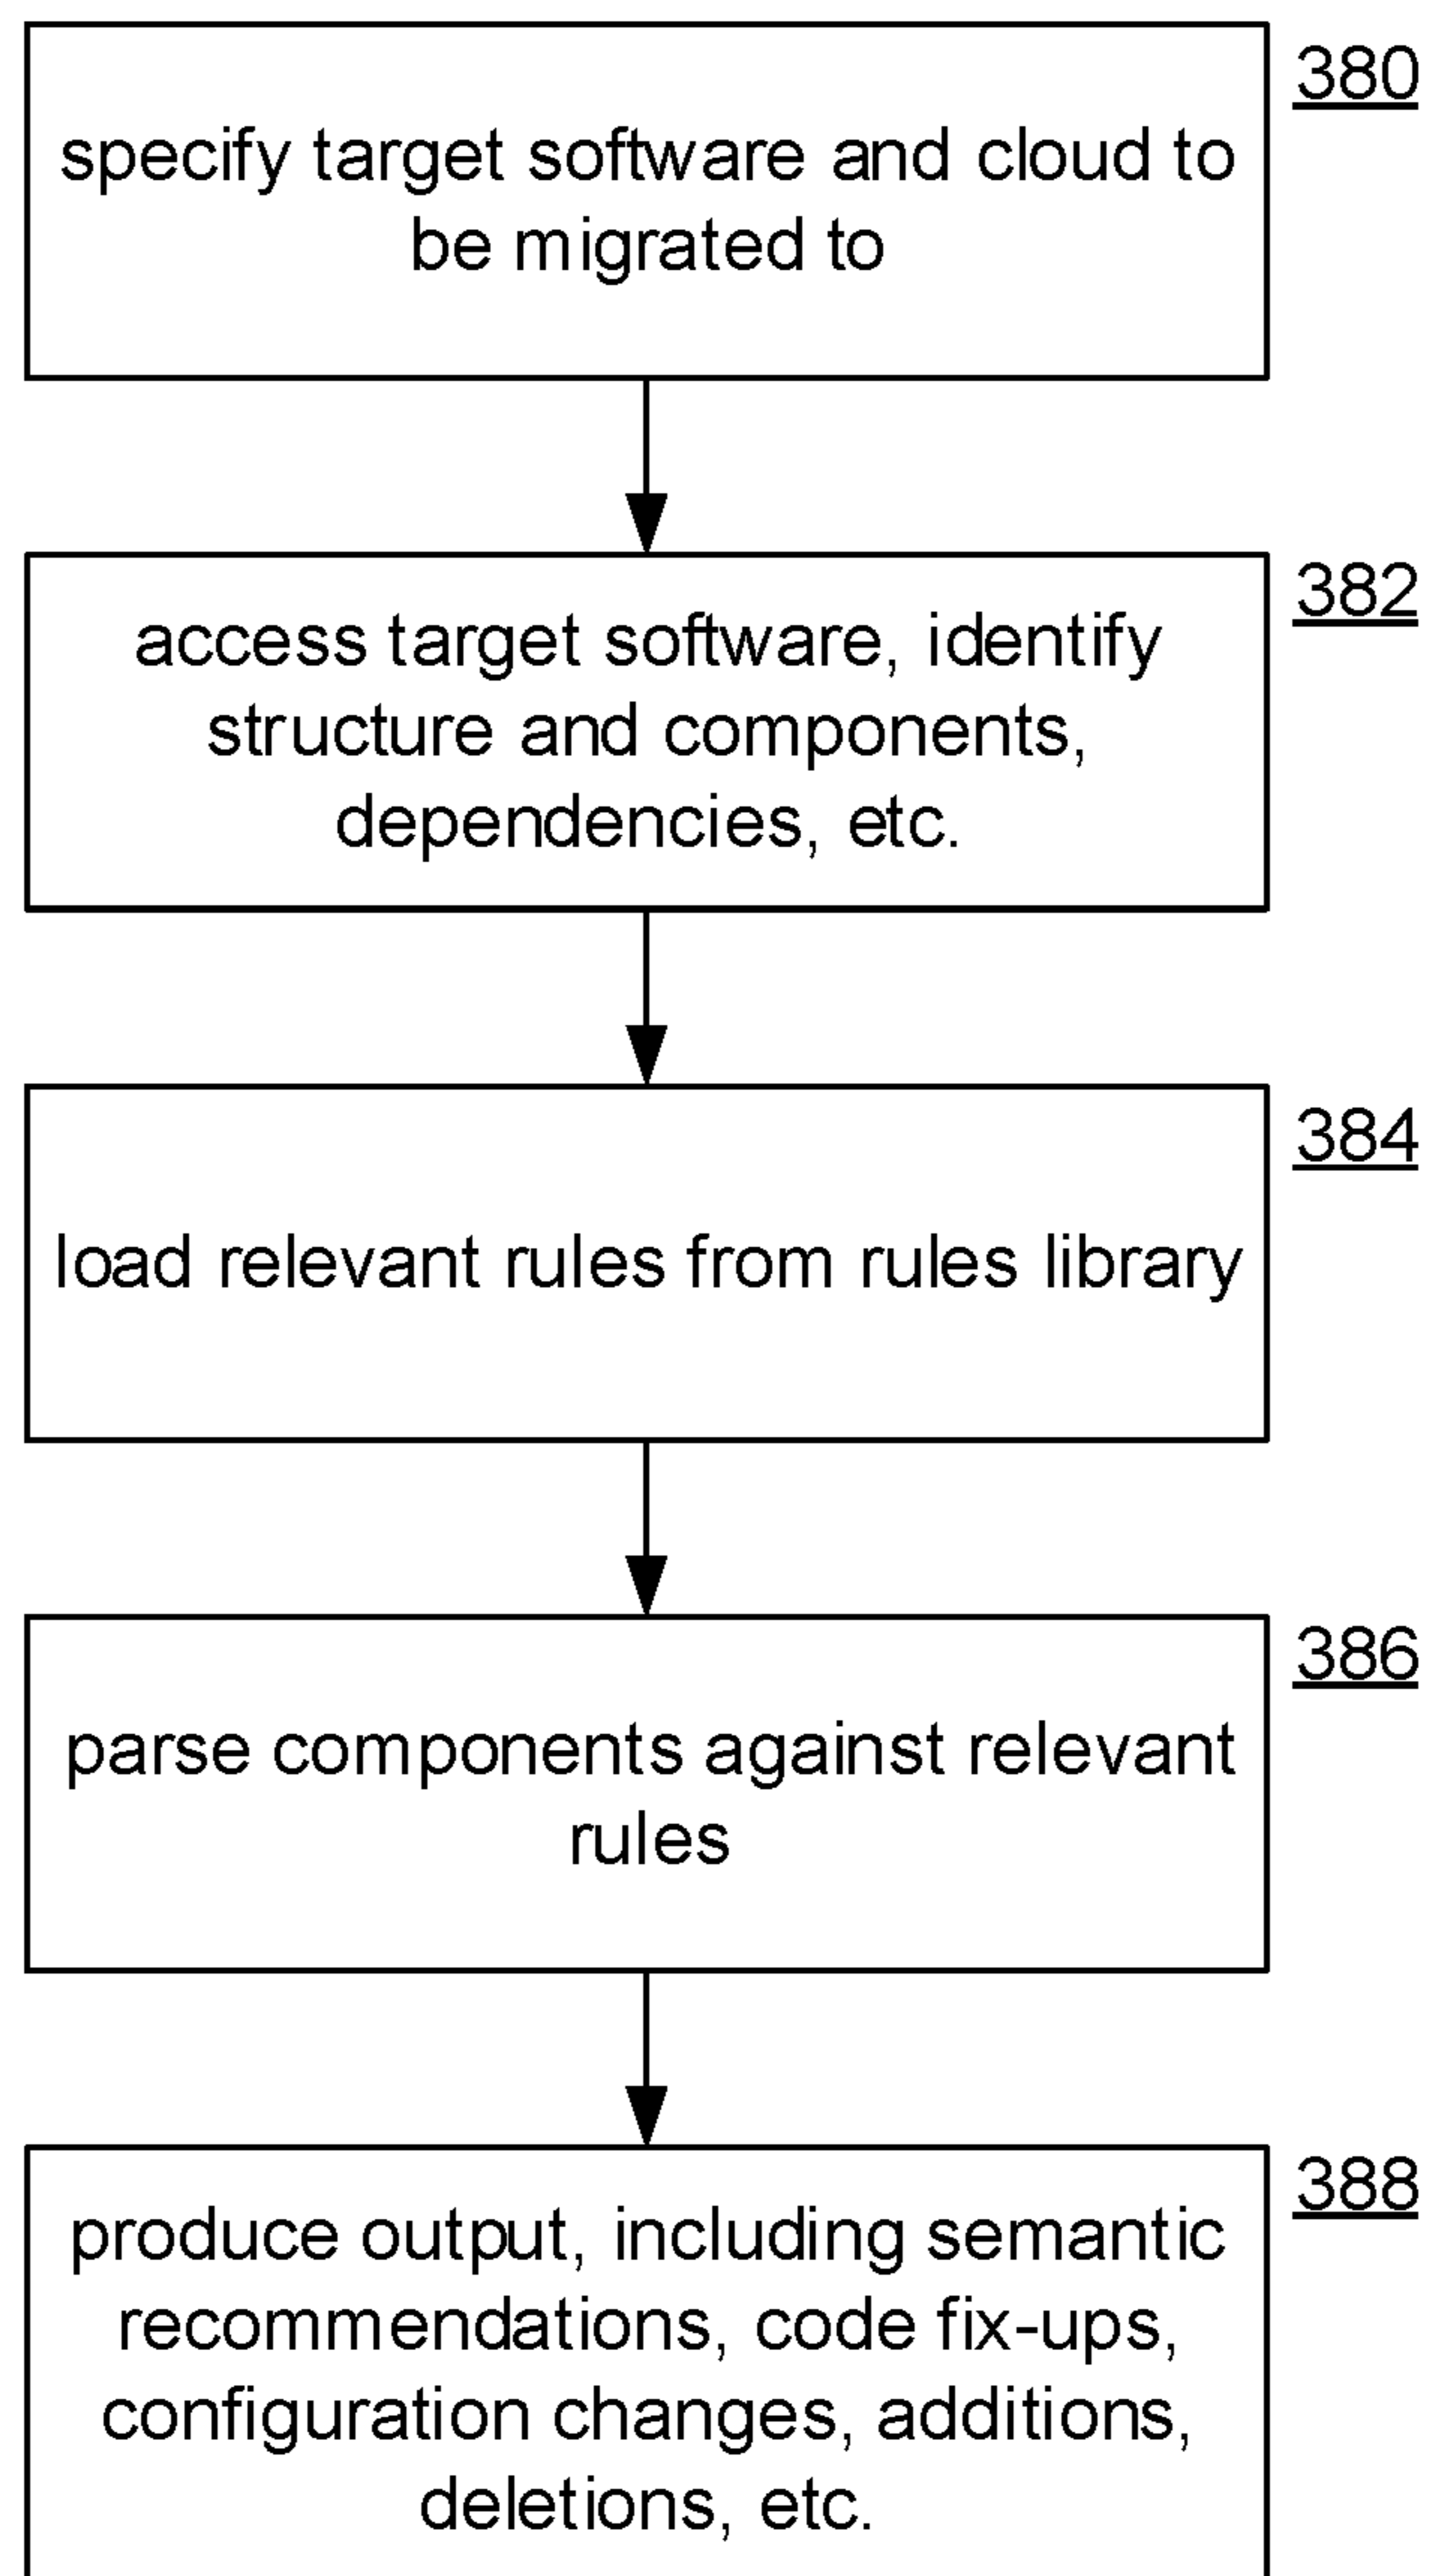 380
specify target software and cloud to
be migrated to
382
access target software, identify
structure and components,
dependencies, etc.
384
load relevant rules from rules library
386
parse components against relevant
rules
388
produce output, including semantic
recommendations, code fix-ups,
configuration changes, additions,
deletions, etc.